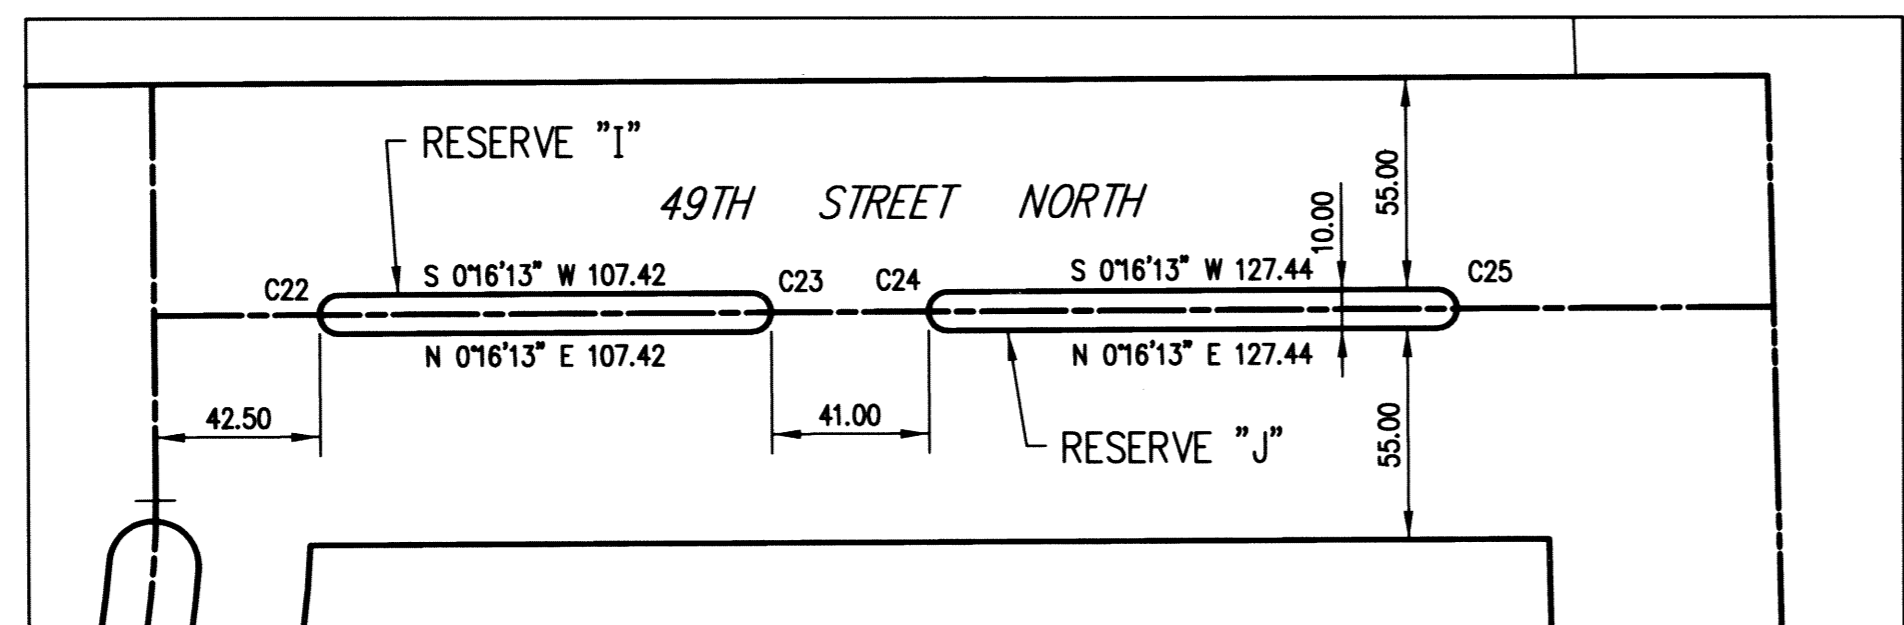 RESERVE "I"
49TH STREET NORTH
55.00
10.00
C22
S 0°16'13" W 107.42
C23
C24
S 0°16'13" W 127.44
C25
N 0°16'13" E 107.42
N 0°16'13" E 127.44
42.50
41.00
RESERVE "J"
55.00